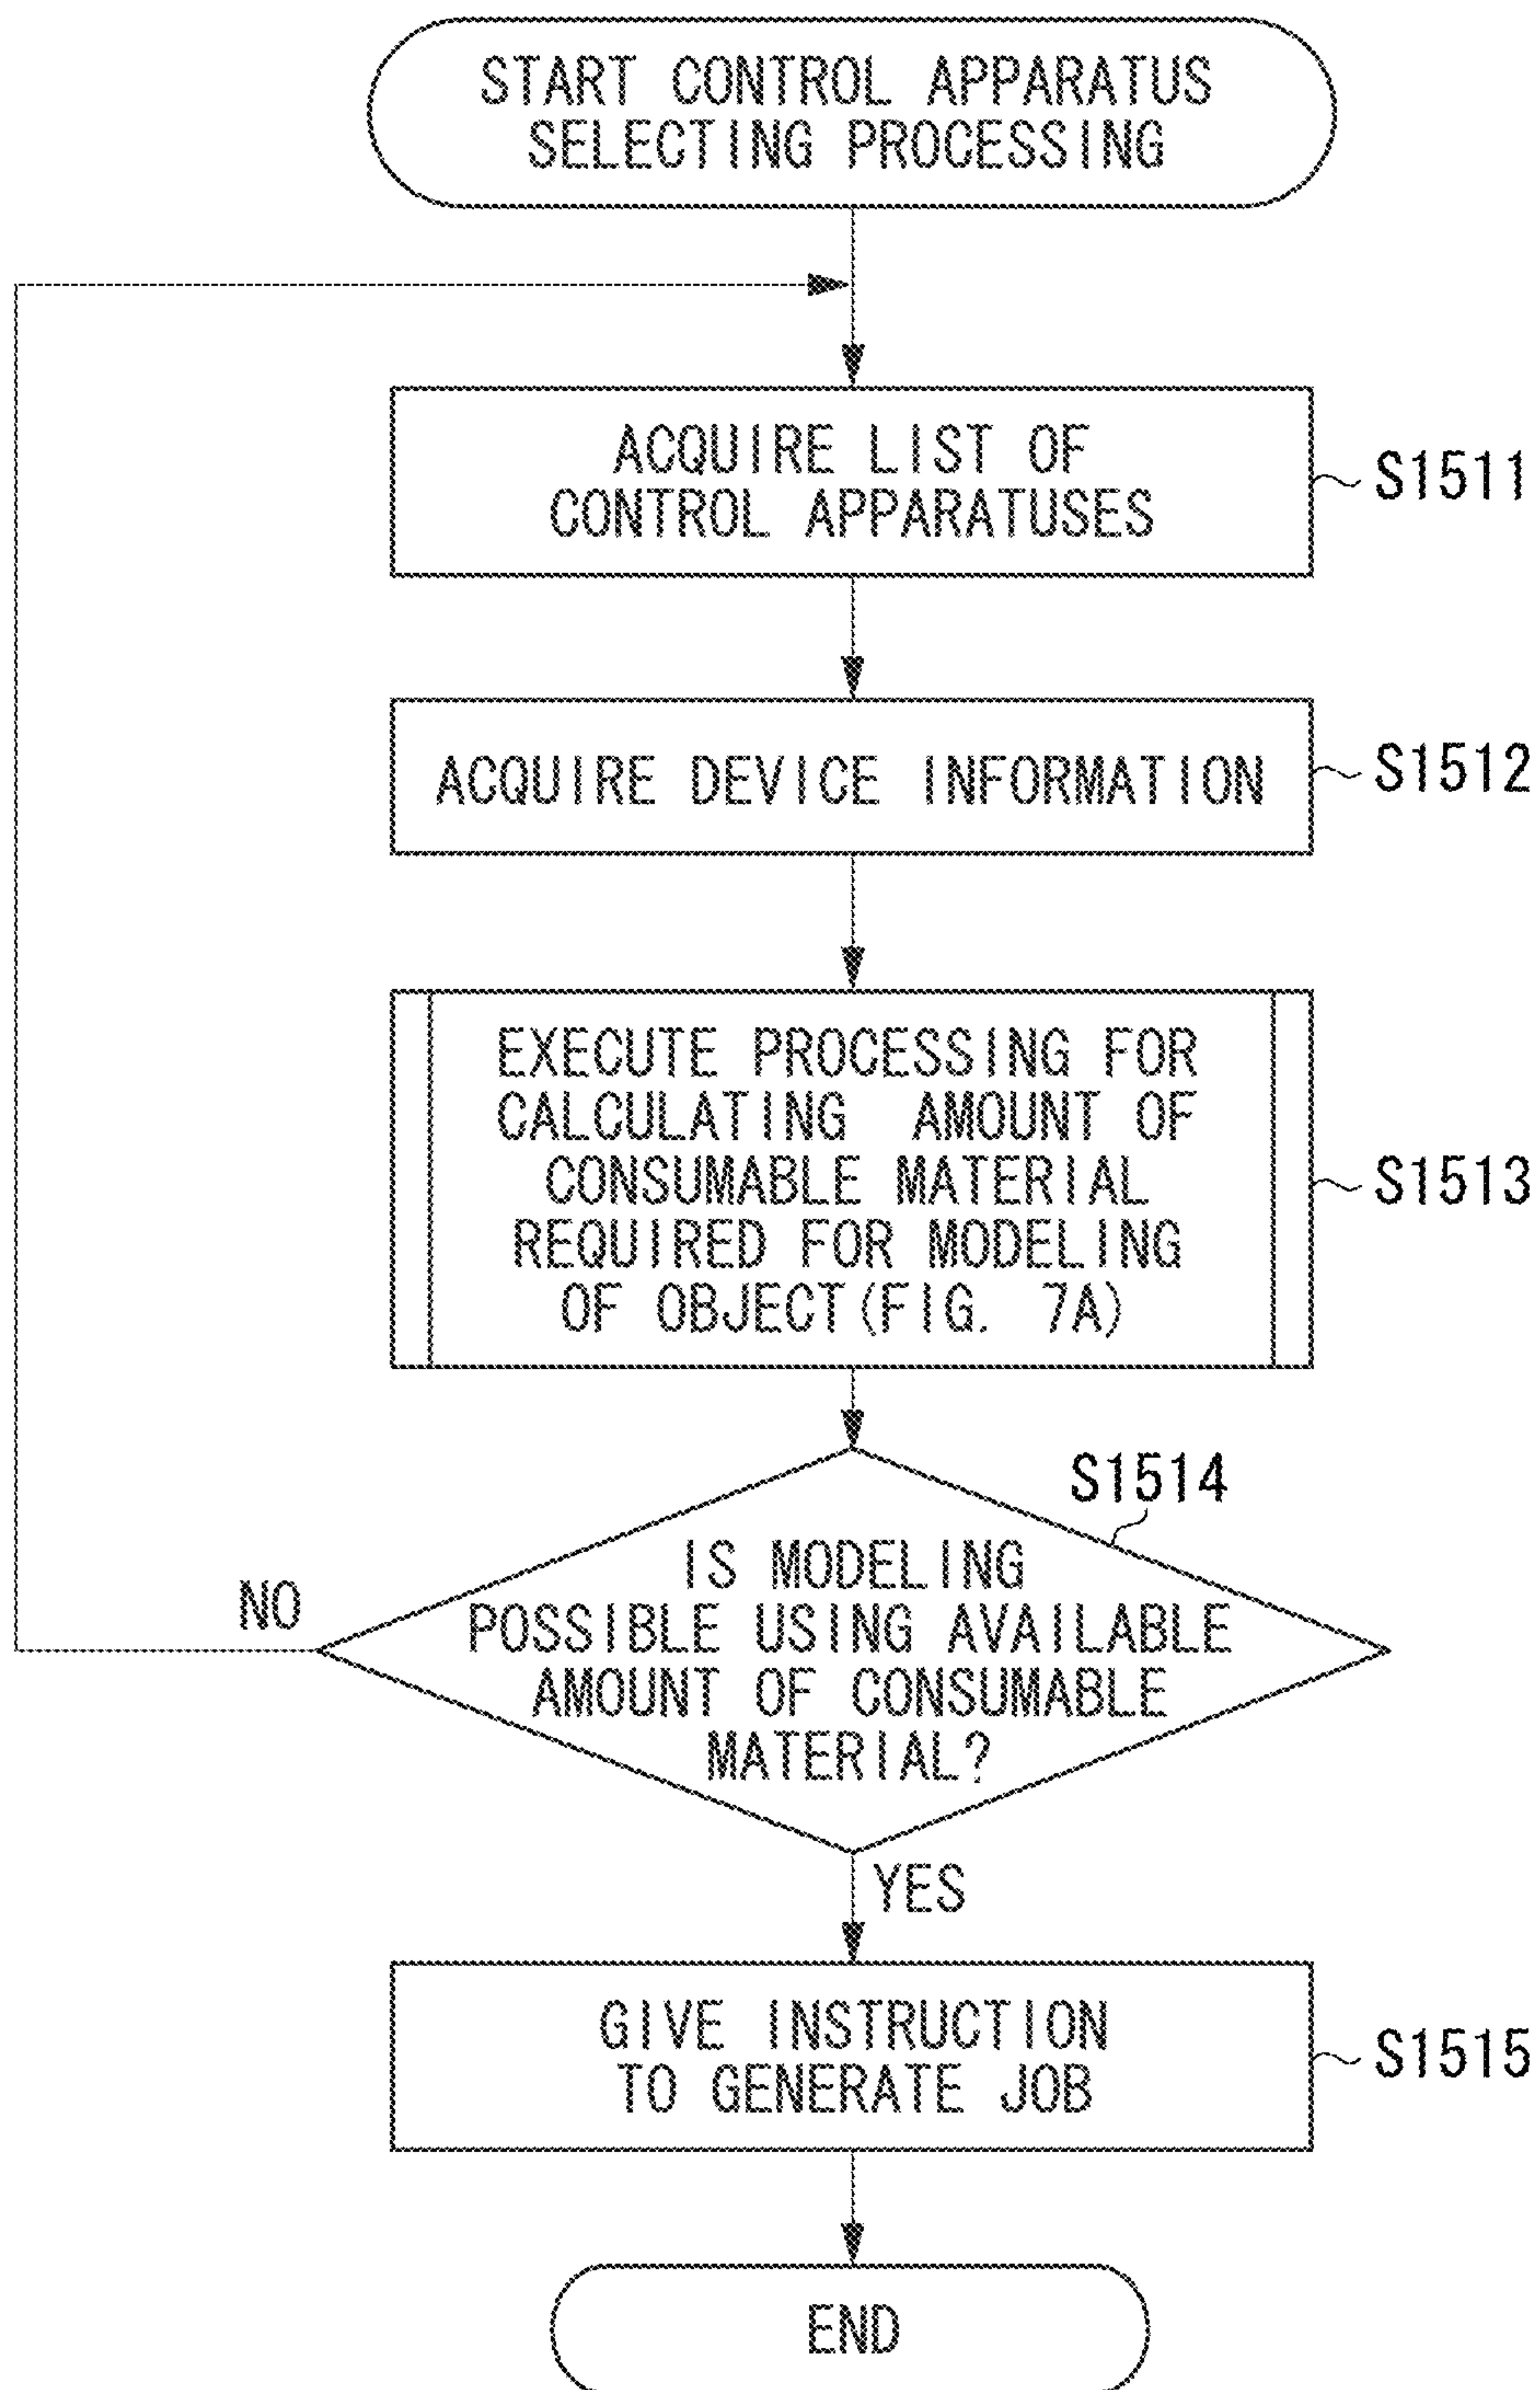 START CONTROL APPARATUS
SELECTING PROCESSING
ACQUIRE LIST OF
CONTROL APPARATUSES
S1511
ACQUIRE DEVICE INFORMATION
S1512
EXECUTE PROCESSING FOR
CALCULATING AMOUNT OF
CONSUMABLE MATERIAL
REQUIRED FOR MODELING
OF OBJECT(FIG. 7A)
S1513
S1514
IS MODELING
POSSIBLE USING AVAILABLE
AMOUNT OF CONSUMABLE
MATERIAL?
NO
YES
GIVE INSTRUCTION
TO GENERATE JOB
S1515
END